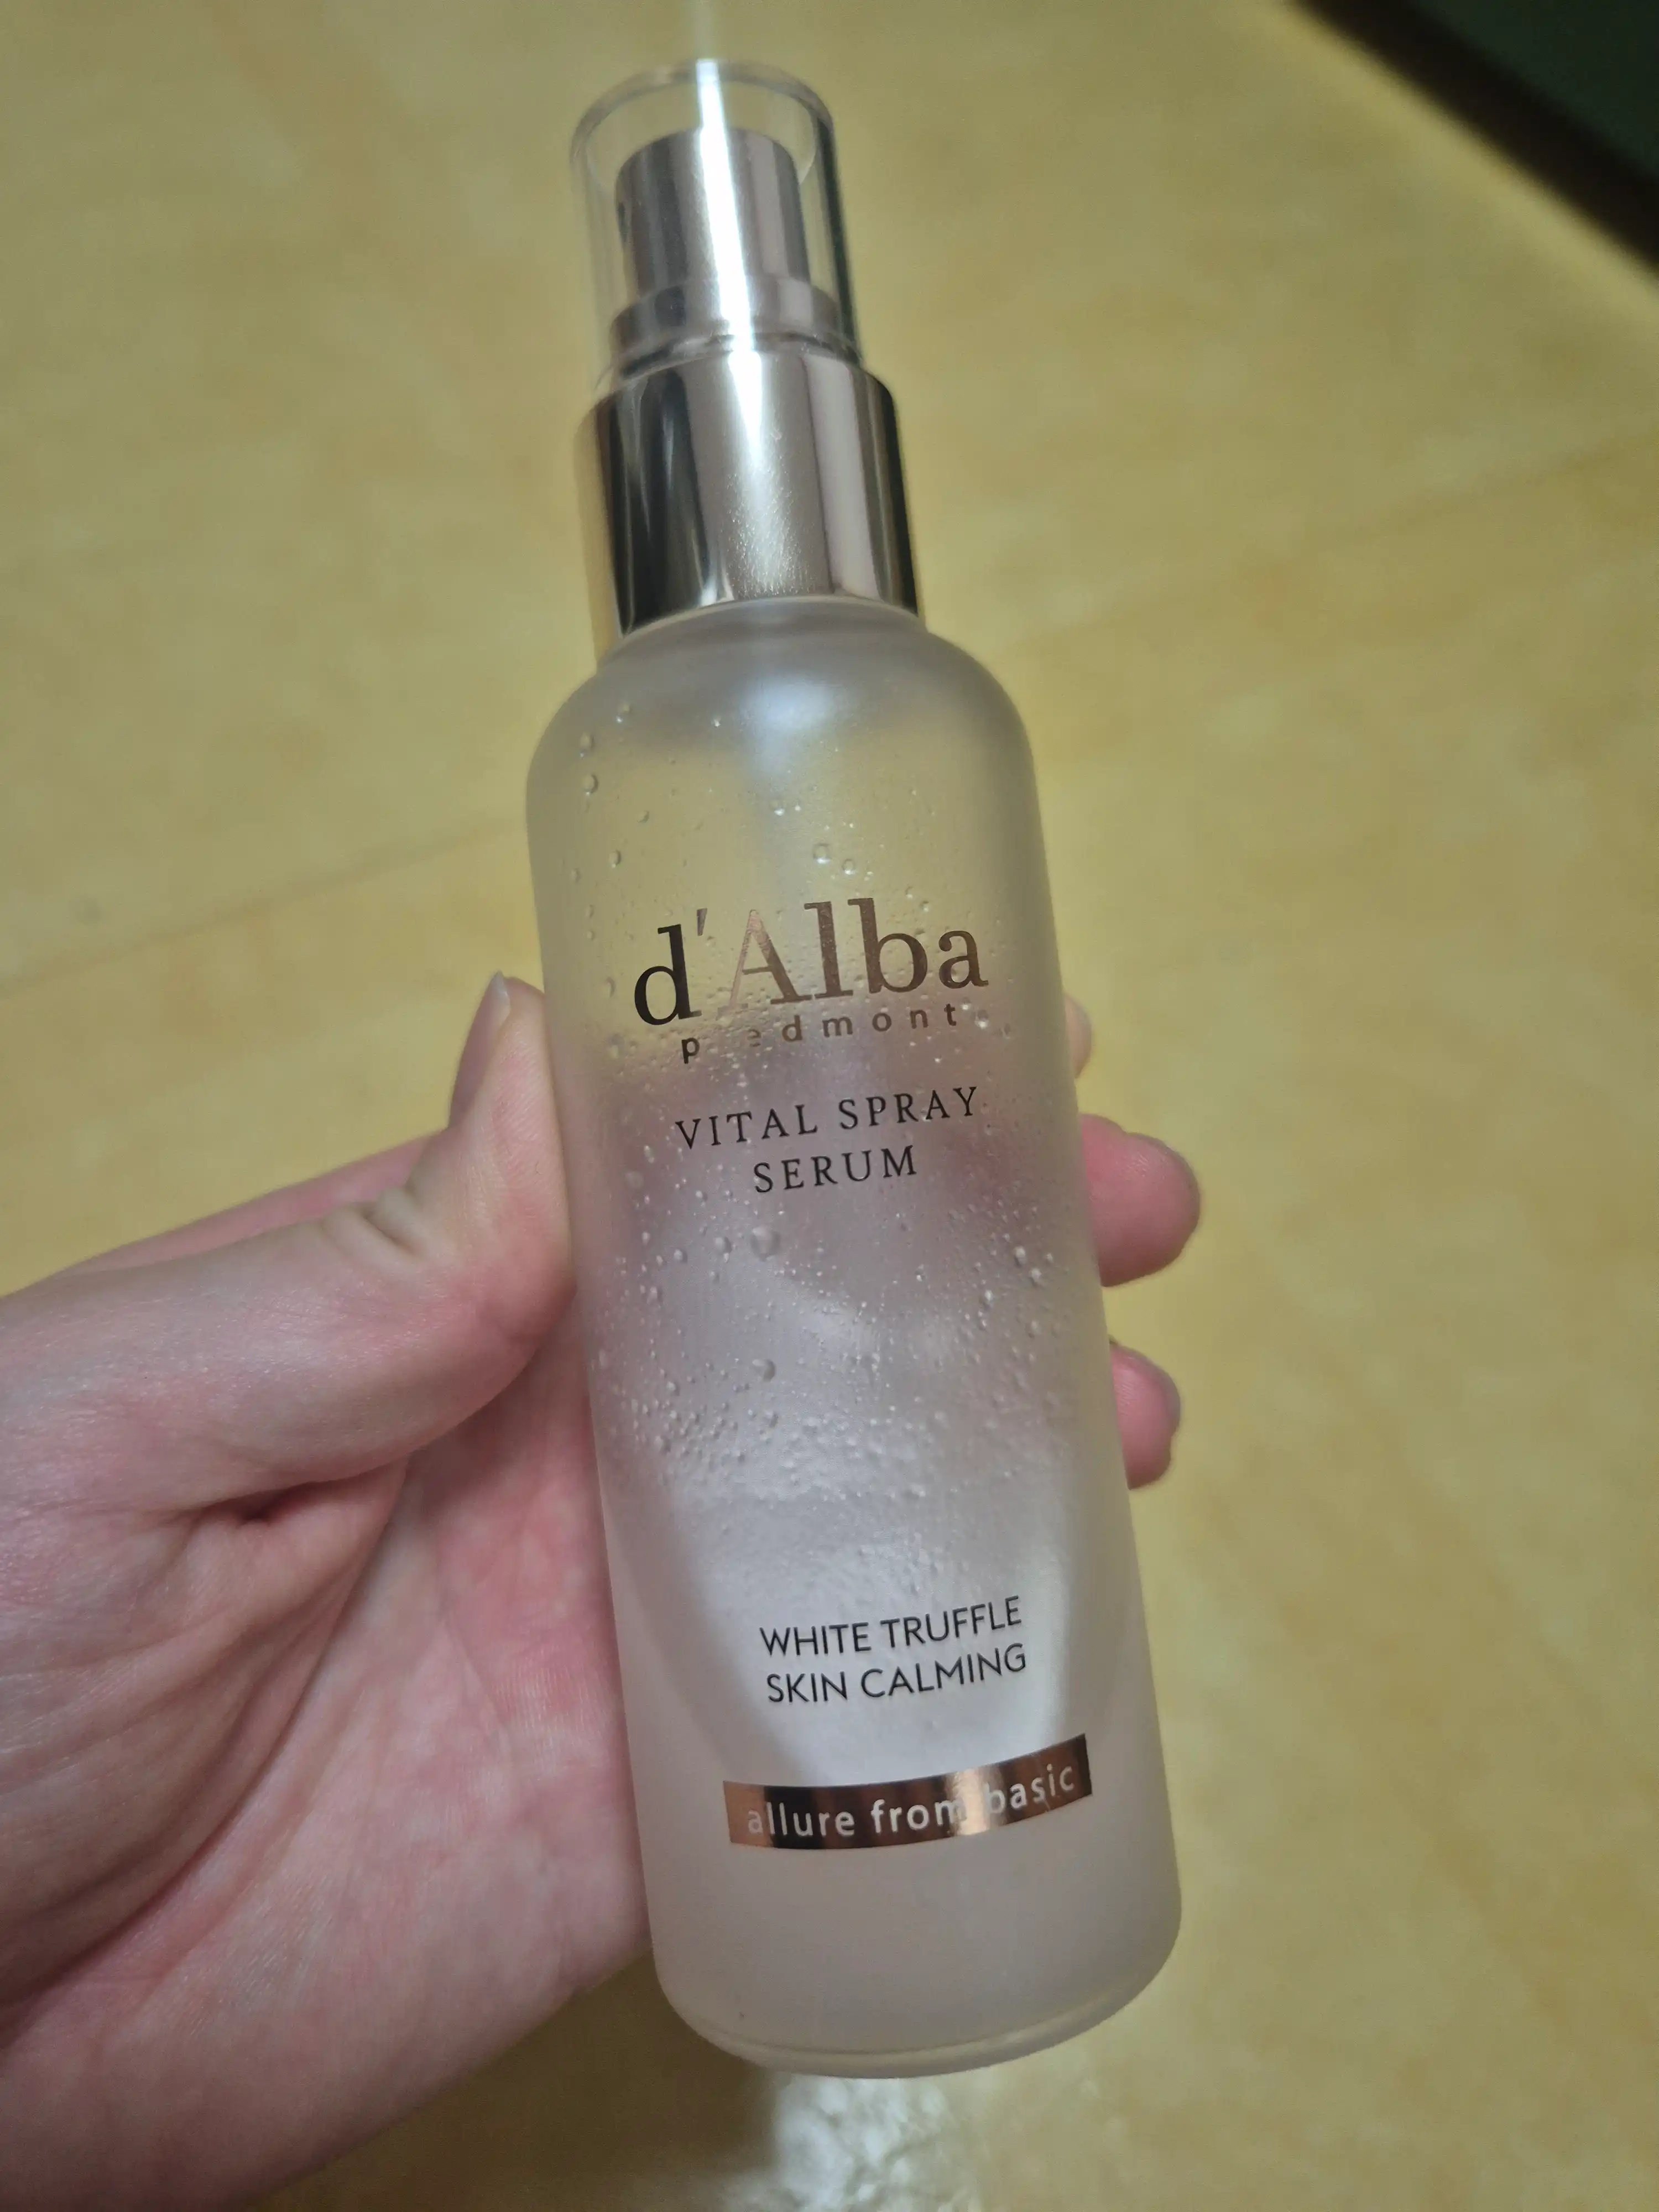 d'Alba
piedmont
VITAL SPRAY
SERUM
WHITE TRUFFLE
SKIN CALMING
allure from basic